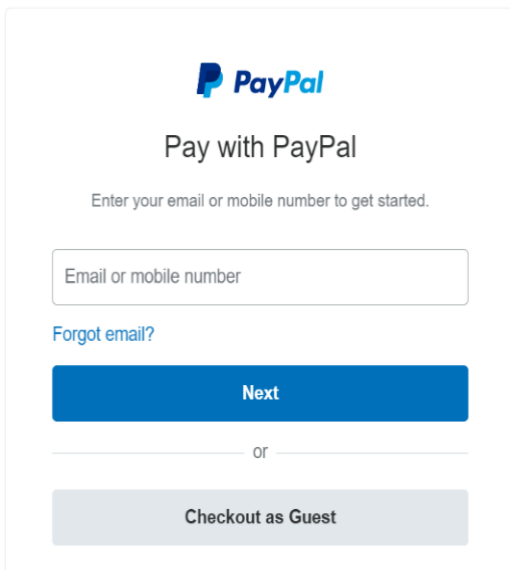 PayPal
Pay with PayPal
Enter your email or mobile number to get started.
Email or mobile number
Forgot email?
Next
or
Checkout as Guest